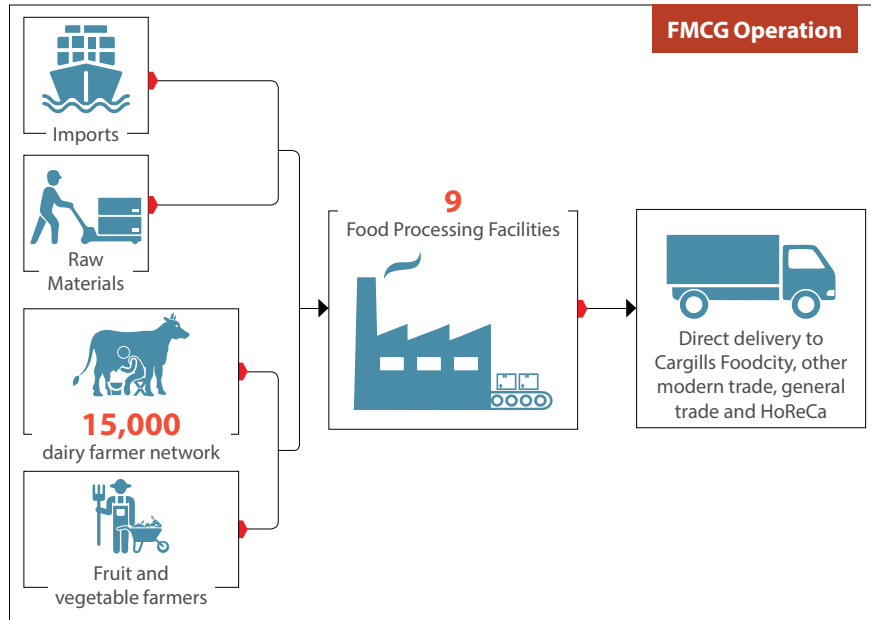 FMCG Operation
Imports
Raw
Materials
15,000
dairy farmer network
Fruit and
vegetable farmers
9
Food Processing Facilities
Direct delivery to
Cargills Foodcity, other
modern trade, general
trade and HoReCa